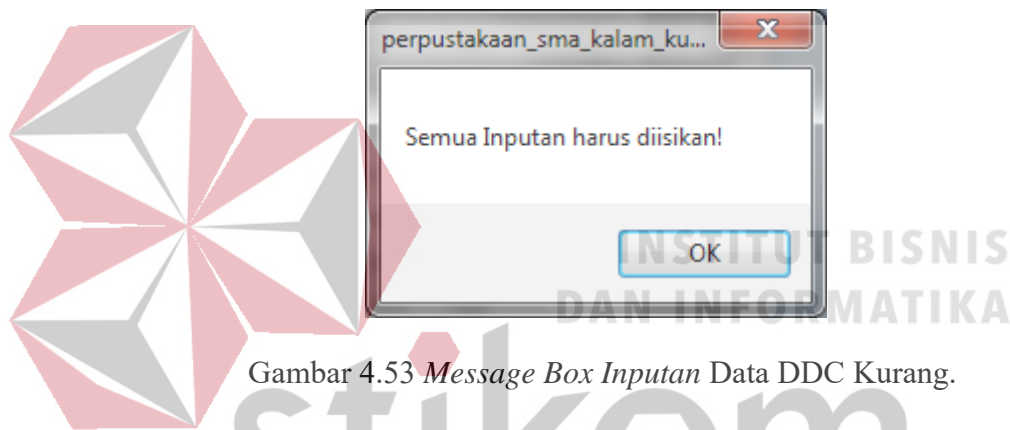 perpustakaan_sma_kalam_ku...
Semua Inputan harus diisikan!
OK
INSTITUT BISNIS
DAN INFORMATIKA
Gambar 4.53 Message Box Inputan Data DDC Kurang.
stikom